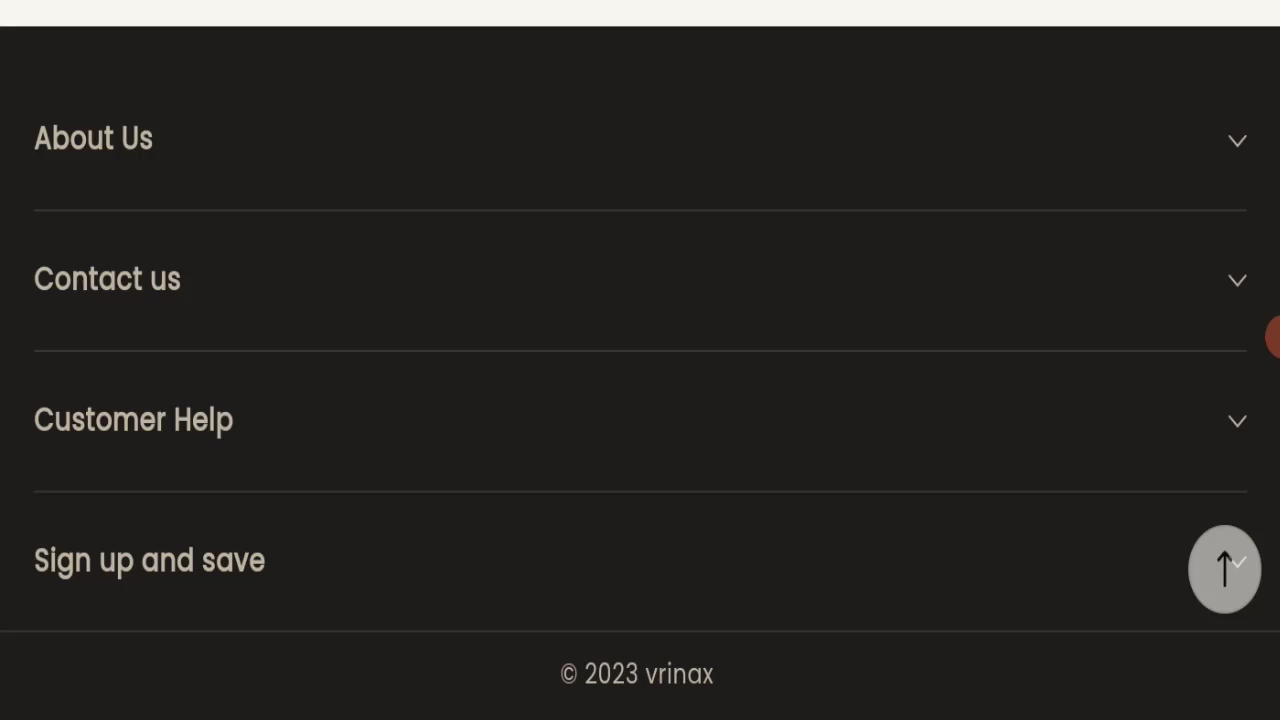 About Us
Contact us
Customer Help
Sign up and save
© 2023 vrinax